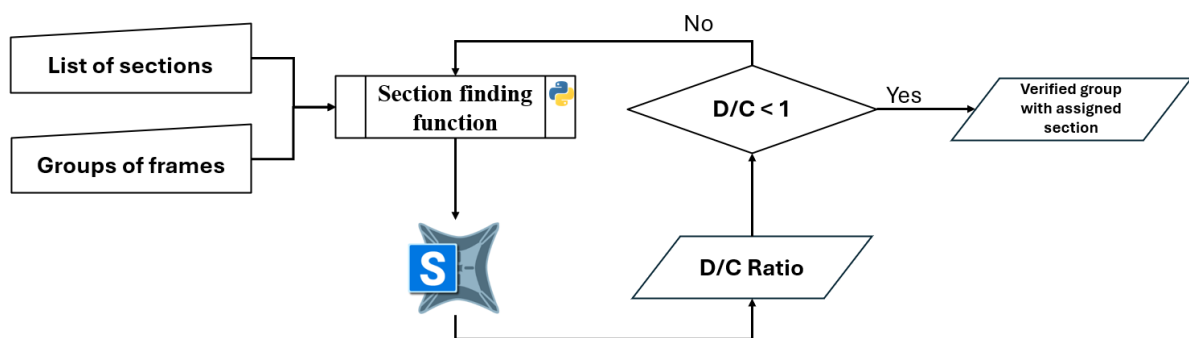 List of sections
Groups of frames
Section finding
function
S
D/C Ratio
D/C < 1
No
Yes
Verified group
with assigned
section